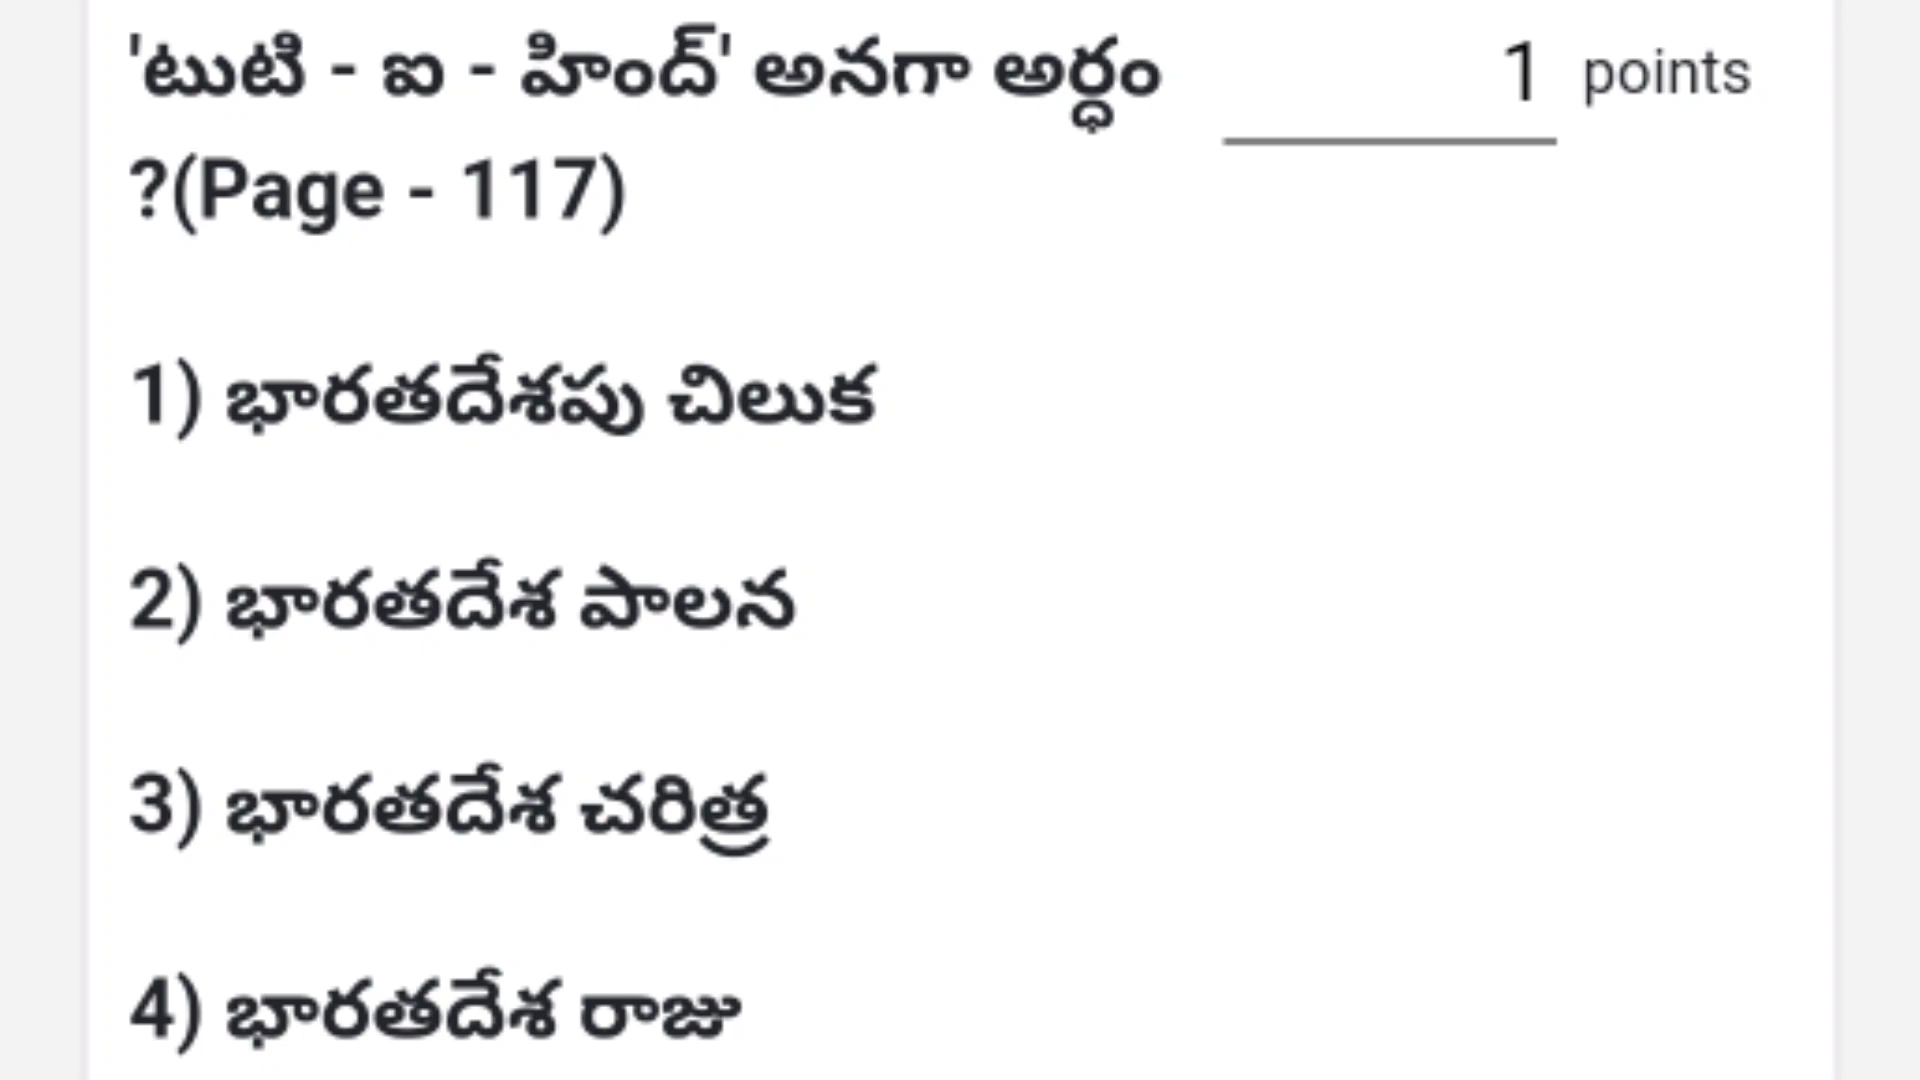 'టుటి - ఐ - హింద్' అనగా అర్ధం
1 points
?(Page - 117)
1) భారతదేశపు చిలుక
2) భారతదేశ పాలన
3) భారతదేశ చరిత్ర
4) భారతదేశ రాజు